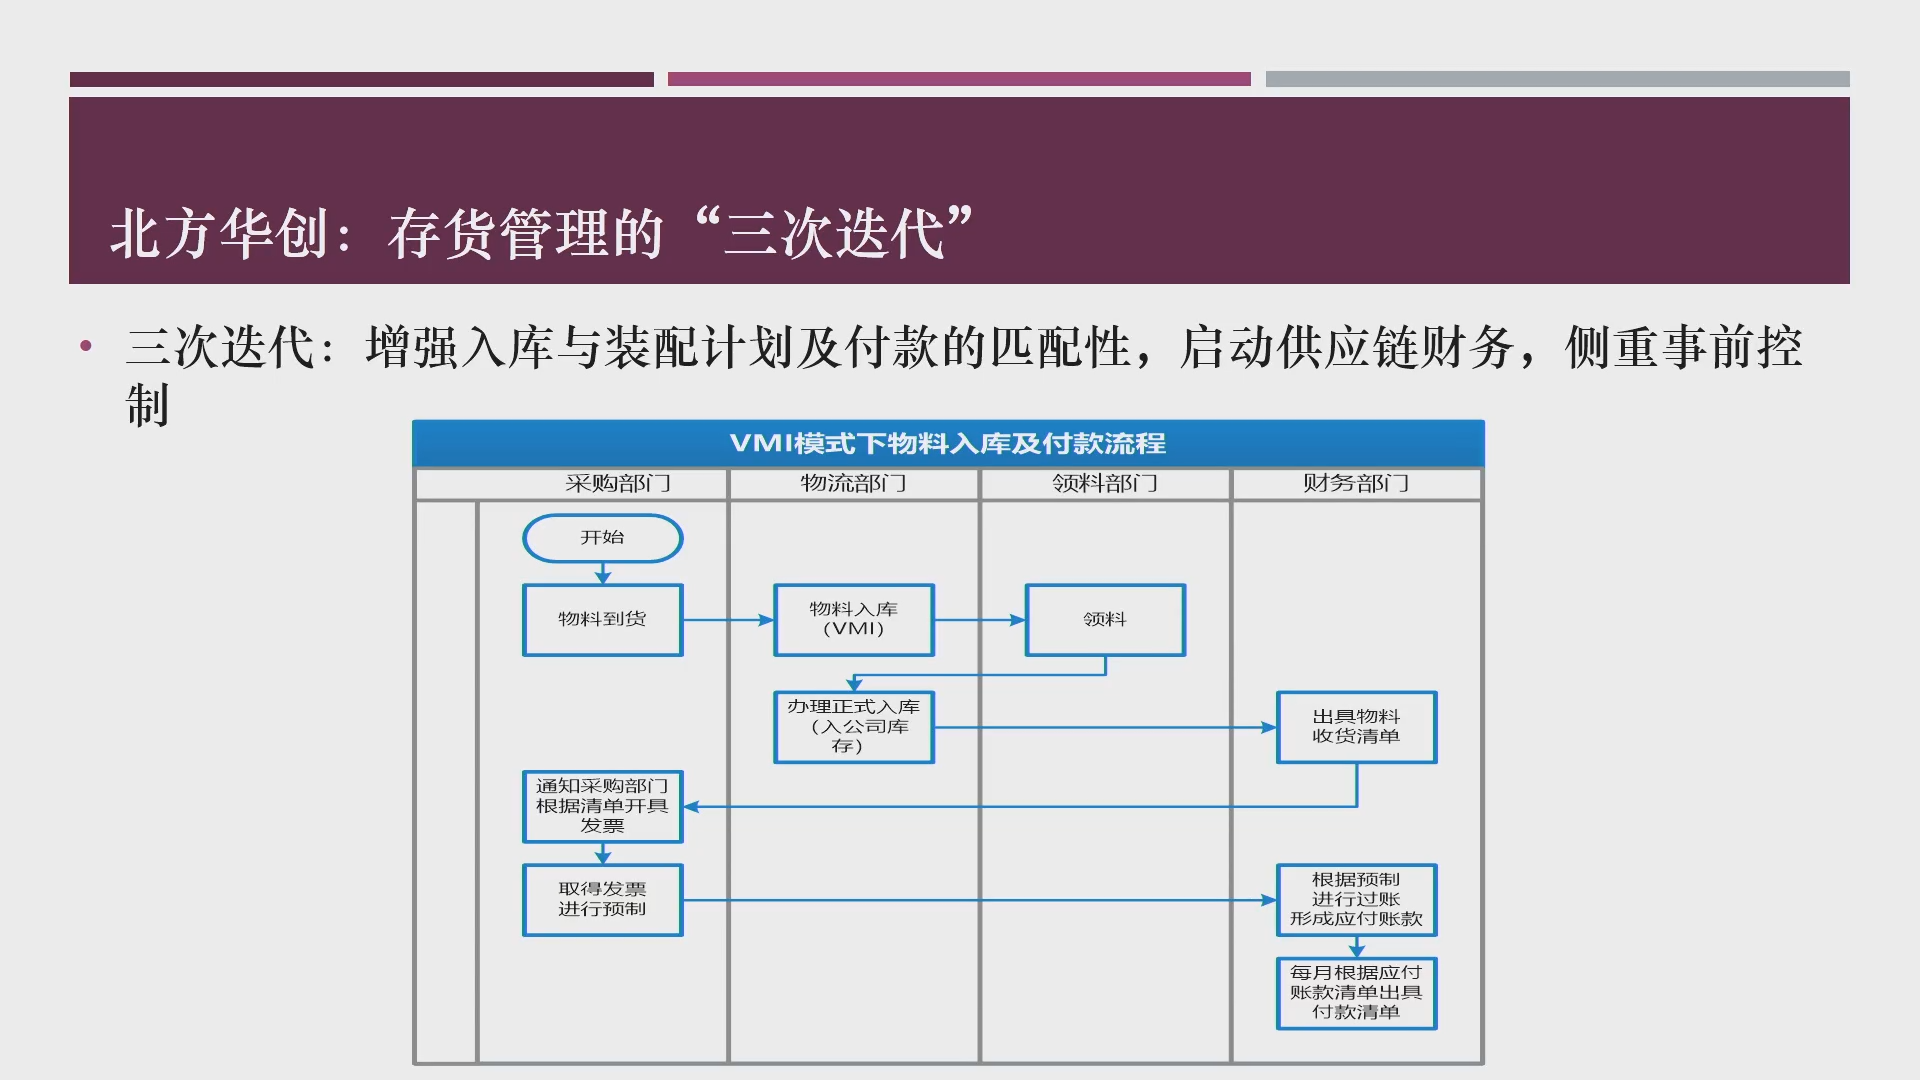 北方华创：存货管理的“三次迭代”
三次迭代：增强入库与装配计划及付款的匹配性，启动供应链财务，侧重事前控
制
VMI模式下物料入库及付款流程
采购部门
物流部门
领料部门
财务部门
开始
物料到货
物料入库
(VMI)
领料
办理正式入库
(入公司库
存)
出具物料
收货清单
通知采购部门
根据清单开具
发票
取得发票
进行预制
根据预制
进行过账
形成应付账款
每月根据应付
账款清单出具
付款清单